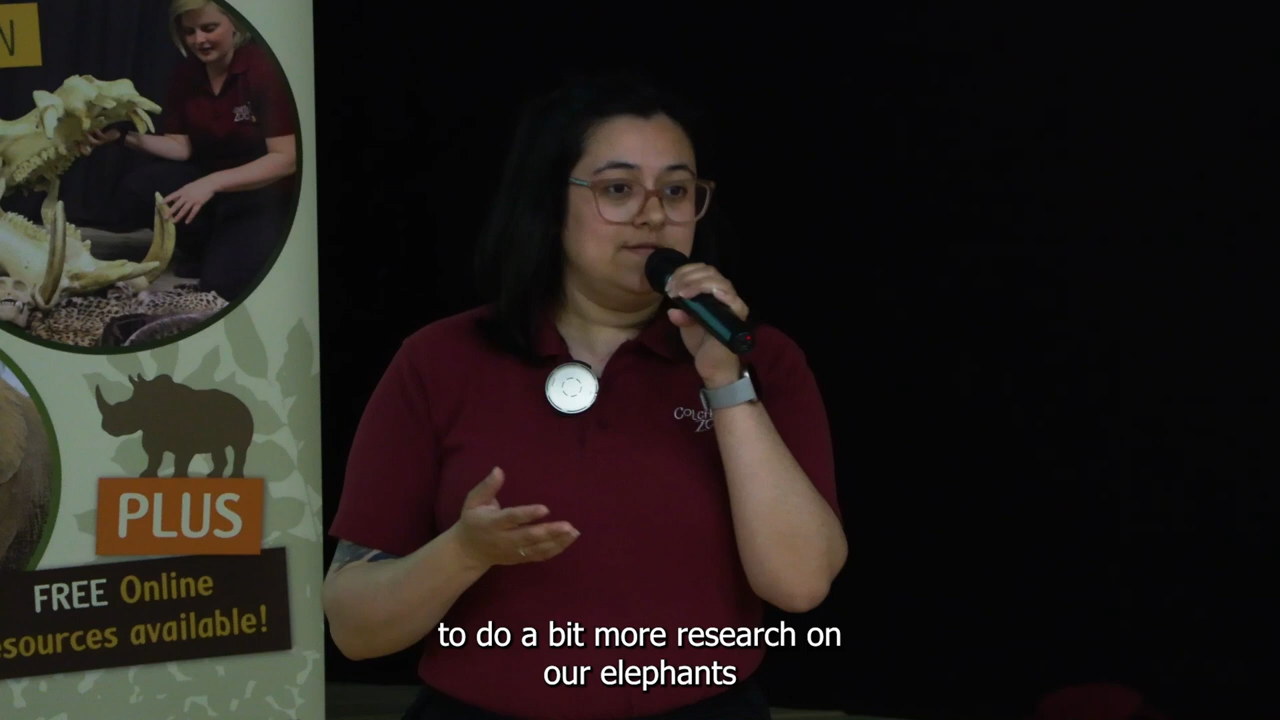 N
PLUS
FREE Online
esources available!
to do a bit more research on
our elephants